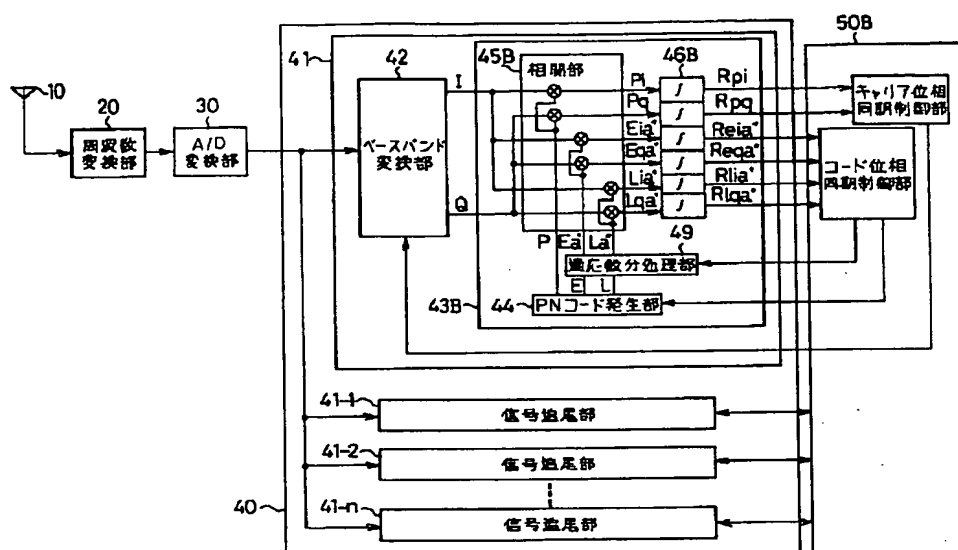 50B
41
42
45B
相関部
46B
I
Pi
∫
Rpi
キャリア位相
同期制御部
10
20
30
Pq
∫
Rpq
周波数
変換部
A/D
変換部
ベースバンド
変換部
Eia*
∫
Reia*
Eqa*
∫
Reqa*
コード位相
同期制御部
Lia*
∫
Rlia*
Q
Lqa*
∫
Rlqa*
P
Ea*
La*
49
適応微分処理部
E
L
43B
44
PNコード発生部
41-1
信号追尾部
41-2
信号追尾部
40
41-n
信号追尾部